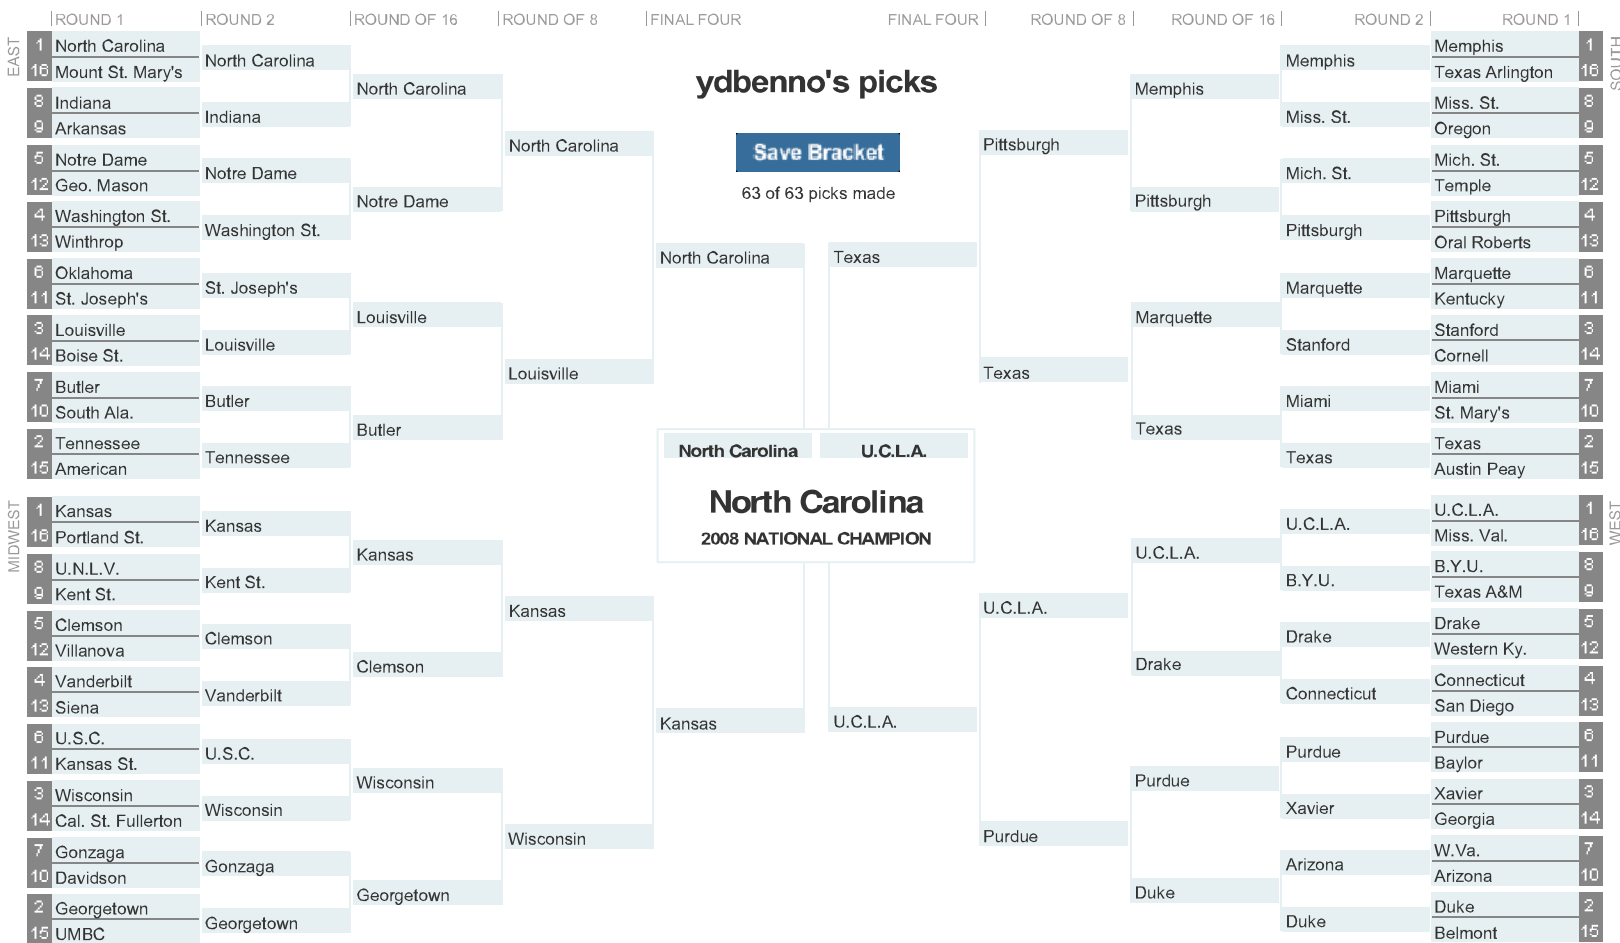 ROUND 1 ROUND 2 ROUND OF 16 ROUND OF 8 FINAL FOUR FINAL FOUR ROUND OF 8 ROUND OF 16 ROUND 2 ROUND 1
ydbenno's picks
Save Bracket
63 of 63 picks made
EAST
1 North Carolina
16 Mount St. Mary's
8 Indiana
9 Arkansas
5 Notre Dame
12 Geo. Mason
4 Washington St.
13 Winthrop
6 Oklahoma
11 St. Joseph's
3 Louisville
14 Boise St.
7 Butler
10 South Ala.
2 Tennessee
15 American
North Carolina
Indiana
Notre Dame
Washington St.
St. Joseph's
Louisville
Butler
Tennessee
North Carolina
Notre Dame
Louisville
Butler
North Carolina
Louisville
North Carolina
MIDWEST
1 Kansas
16 Portland St.
8 U.N.L.V.
9 Kent St.
5 Clemson
12 Villanova
4 Vanderbilt
13 Siena
6 U.S.C.
11 Kansas St.
3 Wisconsin
14 Cal. St. Fullerton
7 Gonzaga
10 Davidson
2 Georgetown
15 UMBC
Kansas
Kent St.
Clemson
Vanderbilt
U.S.C.
Wisconsin
Gonzaga
Georgetown
Kansas
Clemson
Wisconsin
Georgetown
Kansas
Wisconsin
Kansas
North Carolina U.C.L.A.
North Carolina
2008 NATIONAL CHAMPION
SOUTH
Memphis 1
Texas Arlington 16
Miss. St. 8
Oregon 9
Mich. St. 5
Temple 12
Pittsburgh 4
Oral Roberts 13
Marquette 6
Kentucky 11
Stanford 3
Cornell 14
Miami 7
St. Mary's 10
Texas 2
Austin Peay 15
Memphis
Miss. St.
Mich. St.
Pittsburgh
Marquette
Stanford
Miami
Texas
Memphis
Pittsburgh
Marquette
Texas
Pittsburgh
Texas
Texas
WEST
U.C.L.A. 1
Miss. Val. 16
B.Y.U. 8
Texas A&M 9
Drake 5
Western Ky. 12
Connecticut 4
San Diego 13
Purdue 6
Baylor 11
Xavier 3
Georgia 14
W.Va. 7
Arizona 10
Duke 2
Belmont 15
U.C.L.A.
B.Y.U.
Drake
Connecticut
Purdue
Xavier
Arizona
Duke
U.C.L.A.
Drake
Purdue
Duke
U.C.L.A.
Purdue
U.C.L.A.